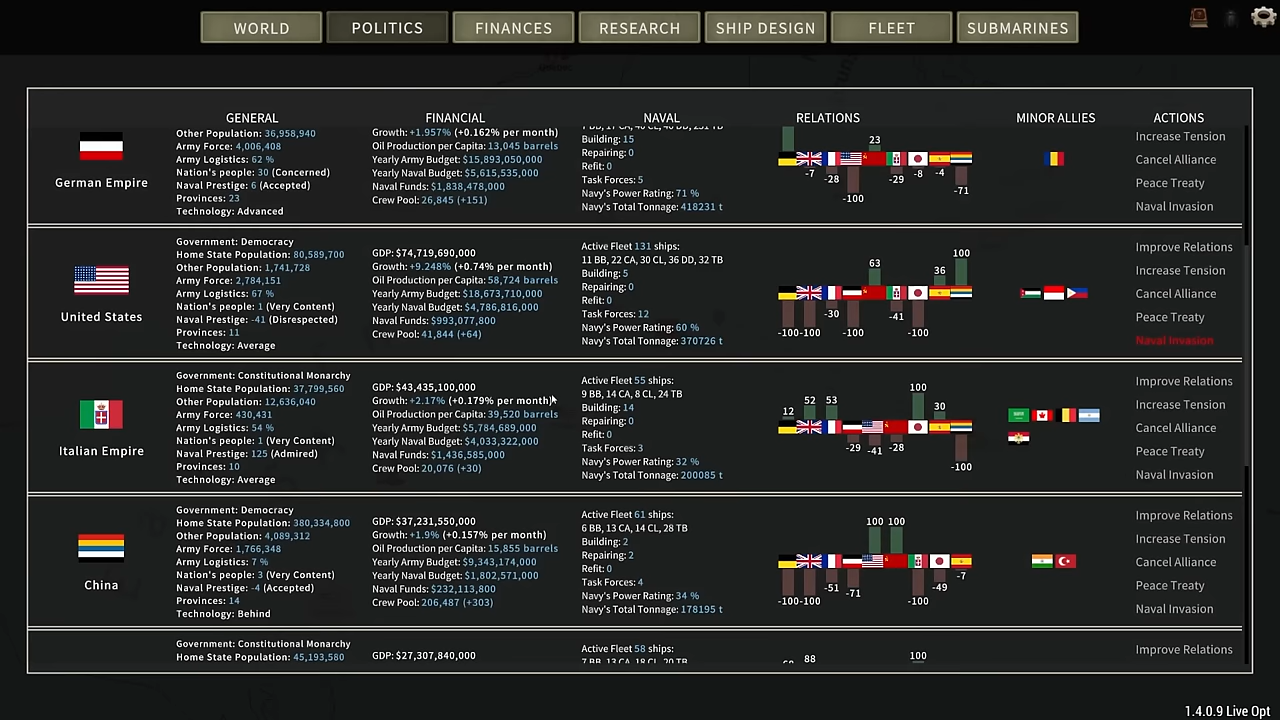 WORLD POLITICS FINANCES RESEARCH SHIP DESIGN FLEET SUBMARINES
GENERAL FINANCIAL NAVAL RELATIONS MINOR ALLIES ACTIONS
German Empire
Other Population: 36,958,940
Army Force: 4,006,408
Army Logistics: 62 %
Nation's people: 30 (Concerned)
Naval Prestige: 6 (Accepted)
Provinces: 23
Technology: Advanced
Growth: +1.957% (+0.162% per month)
Oil Production per Capita: 13,045 barrels
Yearly Army Budget: $15,893,050,000
Yearly Naval Budget: $5,615,535,000
Naval Funds: $1,838,478,000
Crew Pool: 26,845 (+151)
Building: 15
Repairing: 0
Refit: 0
Task Forces: 5
Navy's Power Rating: 71 %
Navy's Total Tonnage: 418231 t
23
-7 -28 -100 -29 -8 -4 -71
Increase Tension
Cancel Alliance
Peace Treaty
Naval Invasion
United States
Government: Democracy
Home State Population: 80,589,700
Other Population: 1,741,728
Army Force: 2,784,151
Army Logistics: 67 %
Nation's people: 1 (Very Content)
Naval Prestige: -41 (Disrespected)
Provinces: 11
Technology: Average
GDP: $74,719,690,000
Growth: +9.248% (+0.74% per month)
Oil Production per Capita: 58,724 barrels
Yearly Army Budget: $18,673,710,000
Yearly Naval Budget: $4,786,816,000
Naval Funds: $993,077,800
Crew Pool: 41,844 (+64)
Active Fleet 131 ships:
11 BB, 22 CA, 30 CL, 36 DD, 32 TB
Building: 5
Repairing: 0
Refit: 0
Task Forces: 12
Navy's Power Rating: 60 %
Navy's Total Tonnage: 370726 t
63 36 100
-100 -100 -30 -100 -41 -100
Improve Relations
Increase Tension
Cancel Alliance
Peace Treaty
Naval Invasion
Italian Empire
Government: Constitutional Monarchy
Home State Population: 37,799,560
Other Population: 12,636,040
Army Force: 430,431
Army Logistics: 54 %
Nation's people: 1 (Very Content)
Naval Prestige: 125 (Admired)
Provinces: 10
Technology: Average
GDP: $43,435,100,000
Growth: +2.17% (+0.179% per month)
Oil Production per Capita: 39,520 barrels
Yearly Army Budget: $5,784,689,000
Yearly Naval Budget: $4,033,322,000
Naval Funds: $1,436,585,000
Crew Pool: 20,076 (+30)
Active Fleet 55 ships:
9 BB, 14 CA, 8 CL, 24 TB
Building: 14
Repairing: 0
Refit: 0
Task Forces: 3
Navy's Power Rating: 32 %
Navy's Total Tonnage: 200085 t
12 52 53 100 30
-29 -41 -28 -100
Improve Relations
Increase Tension
Cancel Alliance
Peace Treaty
Naval Invasion
China
Government: Democracy
Home State Population: 380,334,800
Other Population: 4,089,312
Army Force: 1,766,348
Army Logistics: 7 %
Nation's people: 3 (Very Content)
Naval Prestige: -4 (Accepted)
Provinces: 14
Technology: Behind
GDP: $37,231,550,000
Growth: +1.9% (+0.157% per month)
Oil Production per Capita: 15,855 barrels
Yearly Army Budget: $9,343,174,000
Yearly Naval Budget: $1,802,571,000
Naval Funds: $232,113,800
Crew Pool: 206,487 (+303)
Active Fleet 61 ships:
6 BB, 13 CA, 14 CL, 28 TB
Building: 2
Repairing: 2
Refit: 0
Task Forces: 4
Navy's Power Rating: 34 %
Navy's Total Tonnage: 178195 t
100 100
-100 -100 -51 -71 -100 -49 -7
Improve Relations
Increase Tension
Cancel Alliance
Peace Treaty
Naval Invasion
Government: Constitutional Monarchy
Home State Population: 45,193,580
GDP: $27,307,840,000
Active Fleet 58 ships:
7 BB, 13 CA, 18 CL, 20 TB
88 100
Improve Relations
1.4.0.9 Live Opt